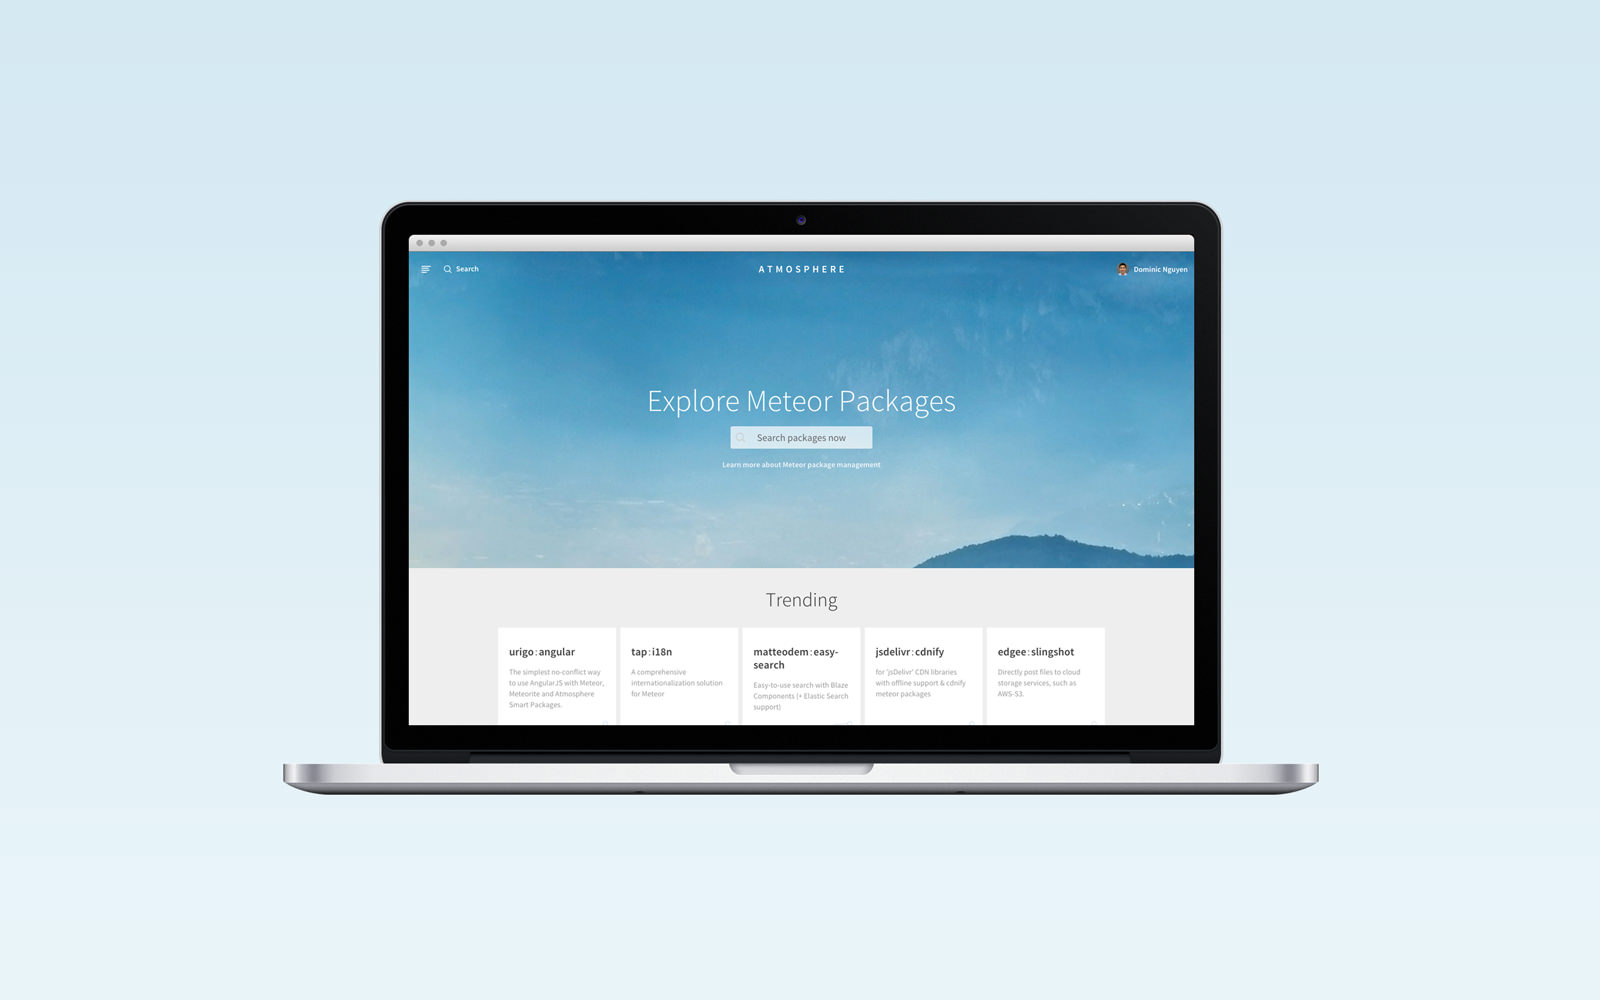 Search
ATMOSPHERE
Dominic Nguyen
Explore Meteor Packages
Search packages now
Learn more about Meteor package management
Trending
urigo:angular
The simplest no-conflict way
to use AngularJS with Meteor,
Meteorite and Atmosphere
Smart Packages.
tap:i18n
A comprehensive
internationalization solution
for Meteor
matteodem:easy-
search
Easy-to-use search with Blaze
Components (+ Elastic Search
support)
jsdelivr:cdnify
for 'jsDelivr' CDN libraries
with offline support & cdnify
meteor packages
edgee:slingshot
Directly post files to cloud
storage services, such as
AWS-S3.